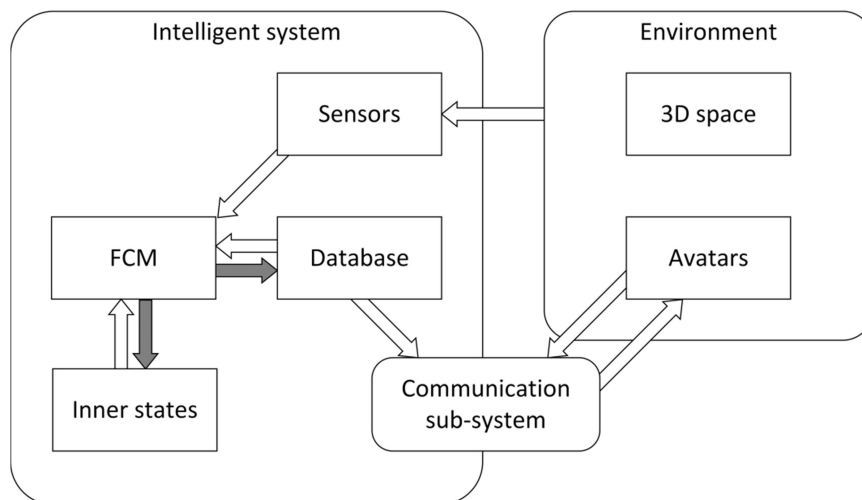 Intelligent system
Environment
Sensors
3D space
FCM
Database
Avatars
Inner states
Communication
sub-system